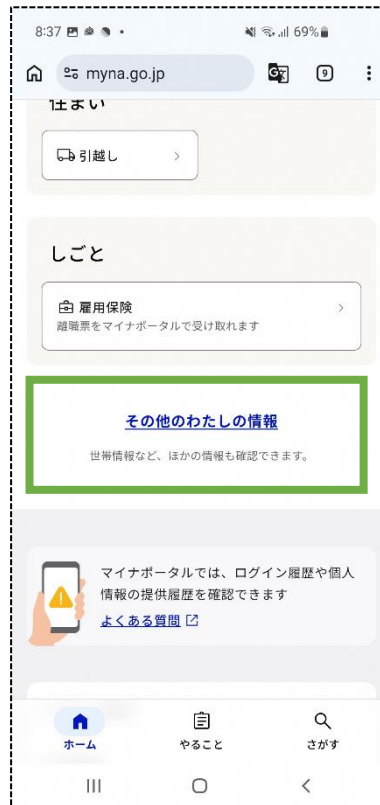 8:37
69%
myna.go.jp
9
住まい
引越し
しごと
雇用保険
離職票をマイナポータルで受け取れます
その他のわたしの情報
世帯情報など、ほかの情報も確認できます。
マイナポータルでは、ログイン履歴や個人
情報の提供履歴を確認できます
よくある質問
ホーム
やること
さがす